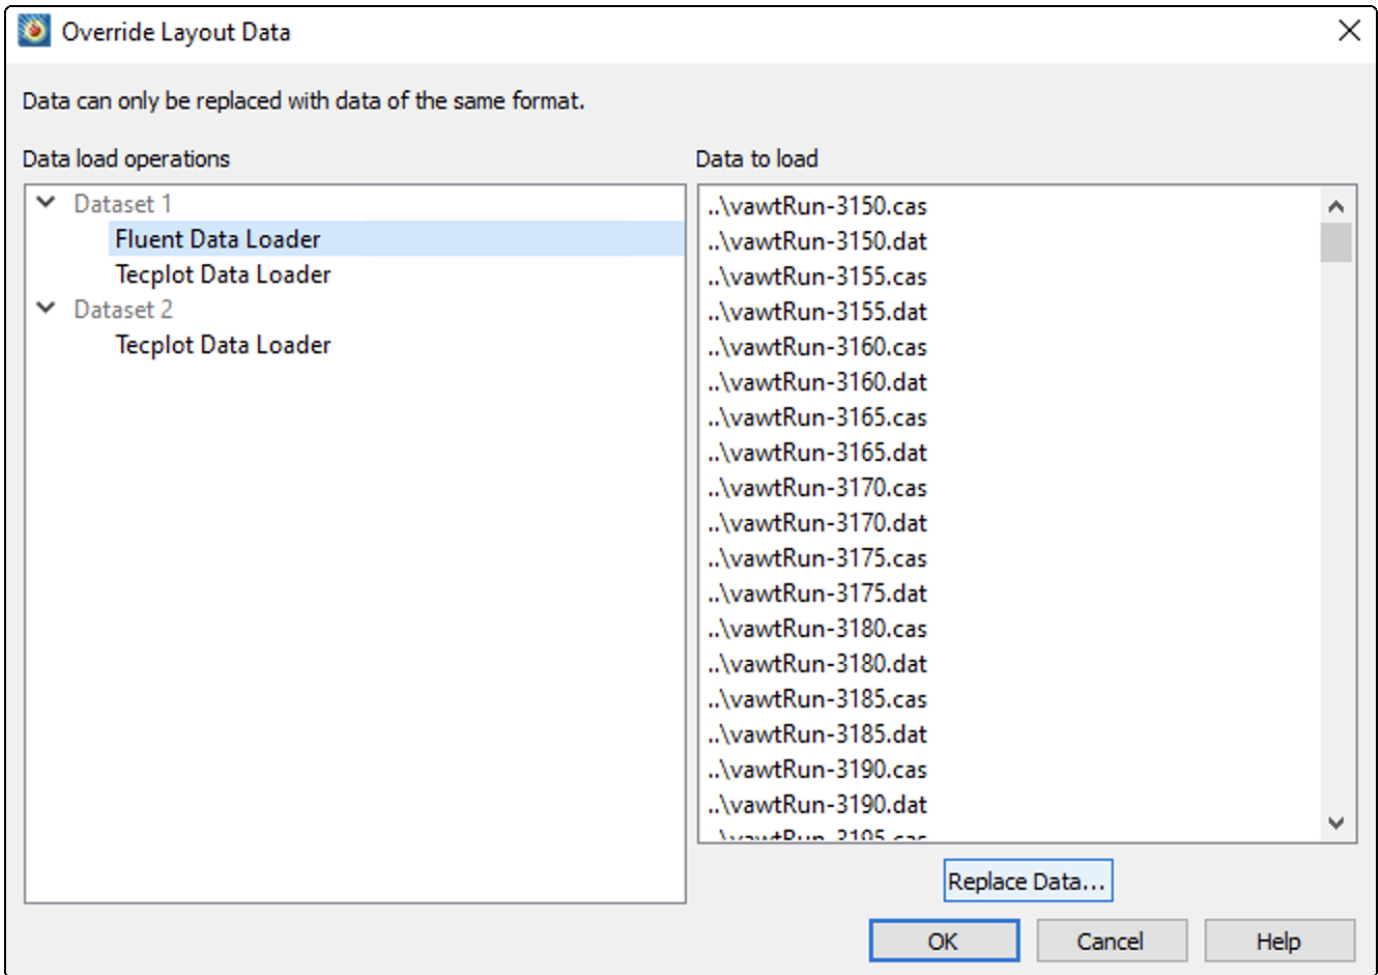 Override Layout Data
Data can only be replaced with data of the same format.
Data load operations
Dataset 1
Fluent Data Loader
Tecplot Data Loader
Dataset 2
Tecplot Data Loader
Data to load
..\vawtRun-3150.cas
..\vawtRun-3150.dat
..\vawtRun-3155.cas
..\vawtRun-3155.dat
..\vawtRun-3160.cas
..\vawtRun-3160.dat
..\vawtRun-3165.cas
..\vawtRun-3165.dat
..\vawtRun-3170.cas
..\vawtRun-3170.dat
..\vawtRun-3175.cas
..\vawtRun-3175.dat
..\vawtRun-3180.cas
..\vawtRun-3180.dat
..\vawtRun-3185.cas
..\vawtRun-3185.dat
..\vawtRun-3190.cas
..\vawtRun-3190.dat
..\vawtRun-3195.cas
Replace Data...
OK
Cancel
Help